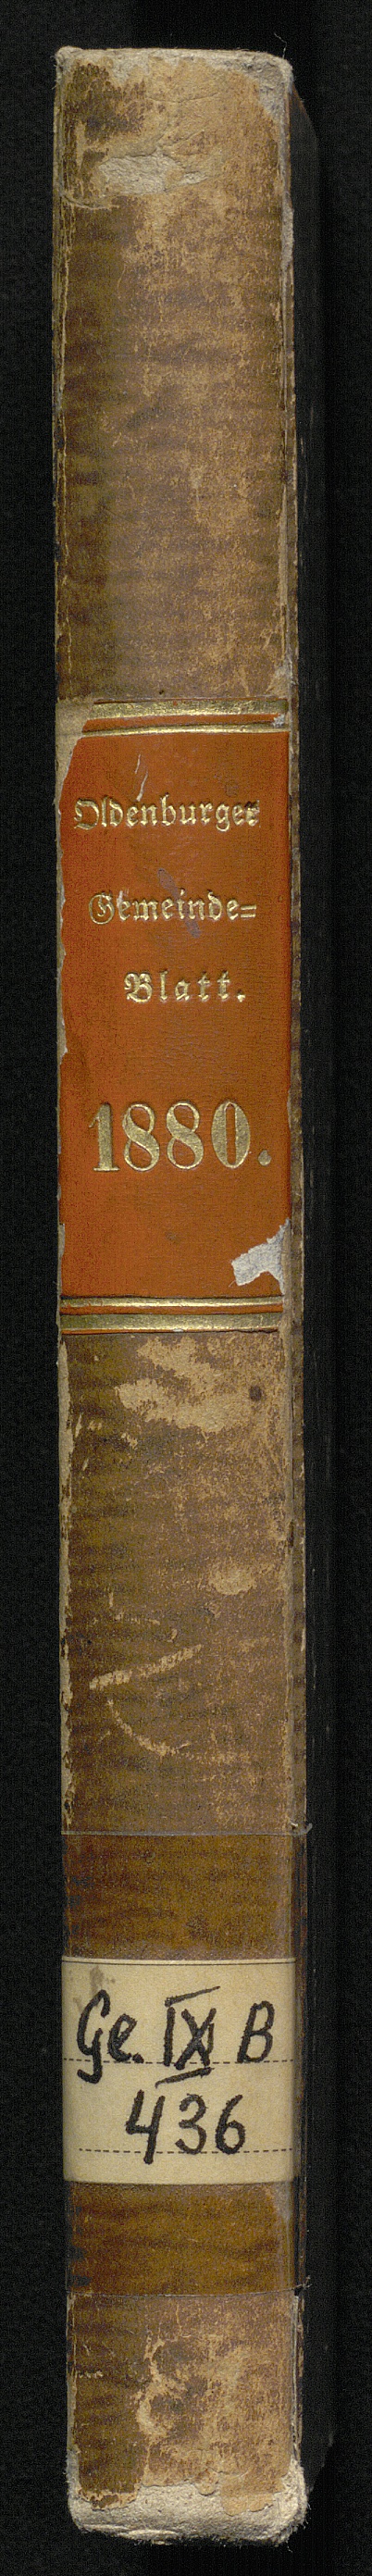 Oldenburger
Gemeinde=
Blatt.
1880.
Ge. IX B
436